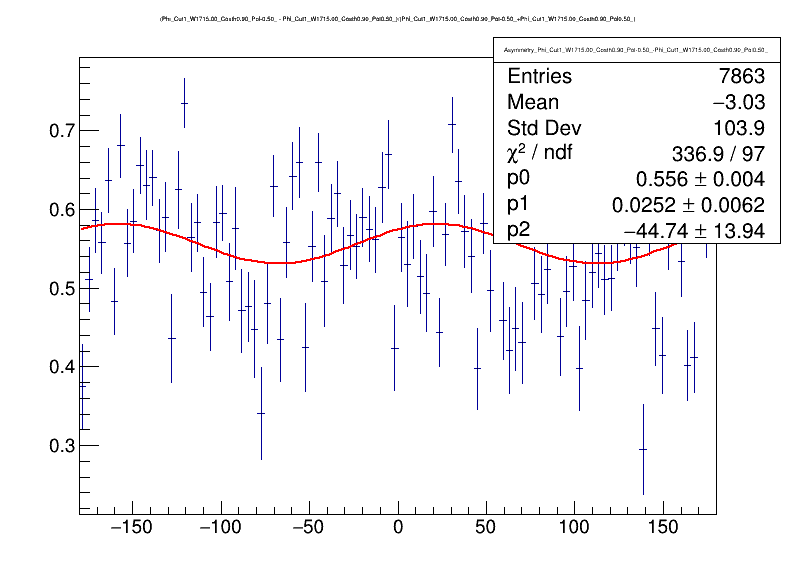 (Phi_Cut1_W1715.00_Costh0.90_Pol-0.50_ - Phi_Cut1_W1715.00_Costh0.90_Pol0.50_)/(Phi_Cut1_W1715.00_Costh0.90_Pol-0.50_+Phi_Cut1_W1715.00_Costh0.90_Pol0.50_)
Asymmetry_Phi_Cut1_W1715.00_Costh0.90_Pol-0.50_-Phi_Cut1_W1715.00_Costh0.90_Pol0.50_
Entries 7863
Mean −3.03
Std Dev 103.9
χ² / ndf 336.9 / 97
p0 0.556 ± 0.004
p1 0.0252 ± 0.0062
p2 −44.74 ± 13.94
0.7
0.6
0.5
0.4
0.3
−150 −100 −50 0 50 100 150